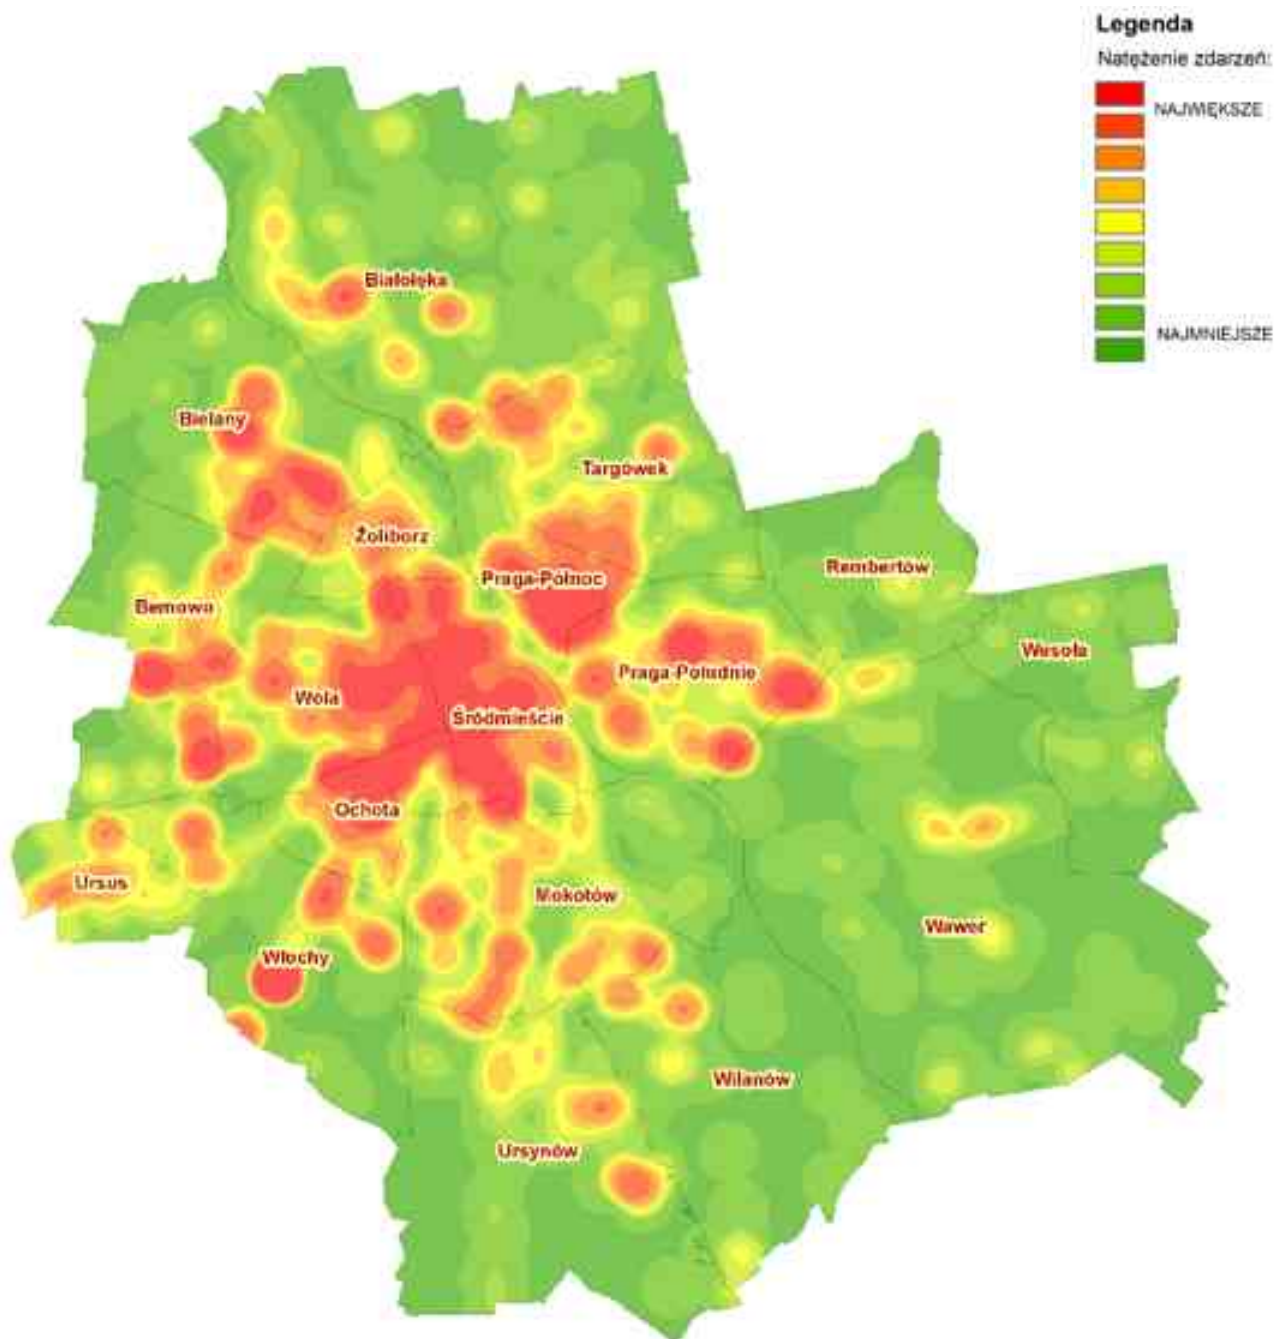 Legenda
Natężenie zdarzeń:
NAJWIĘKSZE
NAJMNIEJSZE
Białołęka
Bielany
Targówek
Żoliborz
Rembertów
Praga-Północ
Bemowo
Wesoła
Praga-Południe
Wola
Śródmieście
Ochota
Ursus
Mokotów
Wawer
Włochy
Wilanów
Ursynów